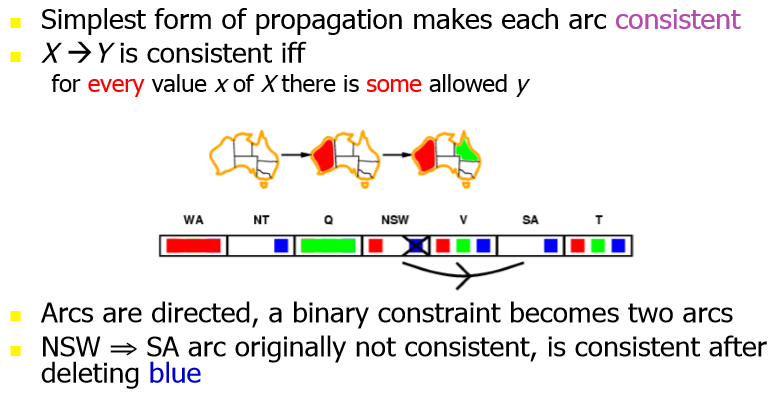 Simplest form of propagation makes each arc consistent
X → Y is consistent iff
for every value x of X there is some allowed y
WA NT Q NSW V SA T
Arcs are directed, a binary constraint becomes two arcs
NSW ⇒ SA arc originally not consistent, is consistent after
deleting blue